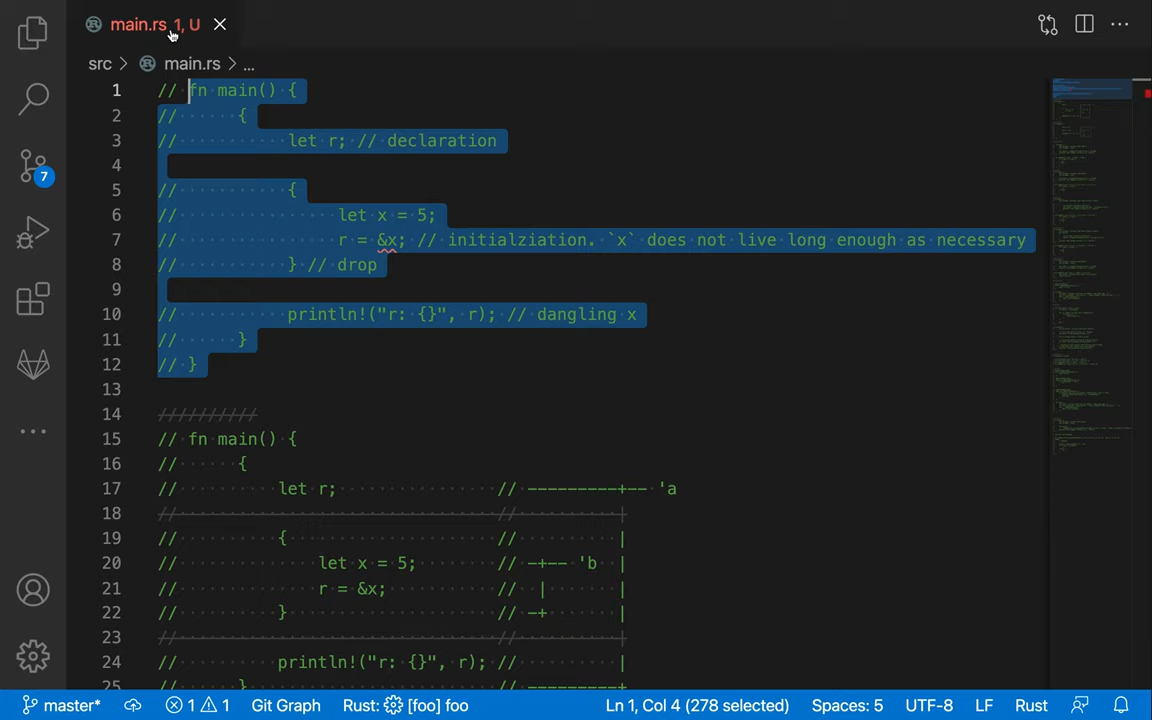 main.rs 1, U
src > main.rs > ...
1 // fn main() {
2 // {
3 // let r; // declaration
4
5 // {
6 // let x = 5;
7 // r = &x; // initialziation. `x` does not live long enough as necessary
8 // } // drop
9
10 // println!("r: {}", r); // dangling x
11 // }
12 // }
13
14 //////////
15 // fn main() {
16 // {
17 // let r; // ---------+-- 'a
18 // // |
19 // { // |
20 // let x = 5; // -+-- 'b |
21 // r = &x; // | |
22 // } // -+ |
23 // // |
24 // println!("r: {}", r); // |
25 // } // ---------+
7
master* 1 1 Git Graph Rust: [foo] foo Ln 1, Col 4 (278 selected) Spaces: 5 UTF-8 LF Rust